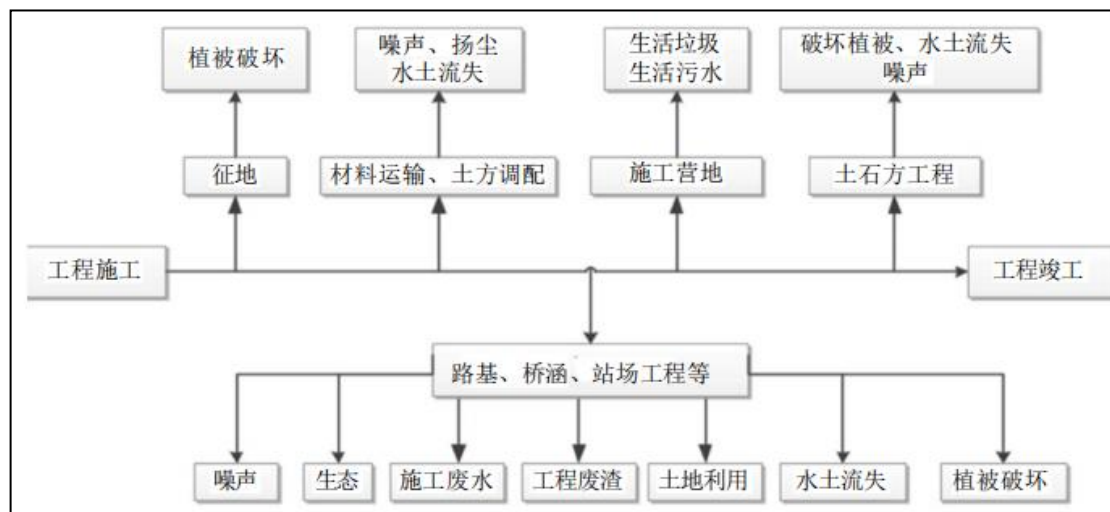 植被破坏
噪声、扬尘
水土流失
生活垃圾
生活污水
破坏植被、水土流失
噪声
征地
材料运输、土方调配
施工营地
土石方工程
工程施工
工程竣工
路基、桥涵、站场工程等
噪声
生态
施工废水
工程废渣
土地利用
水土流失
植被破坏